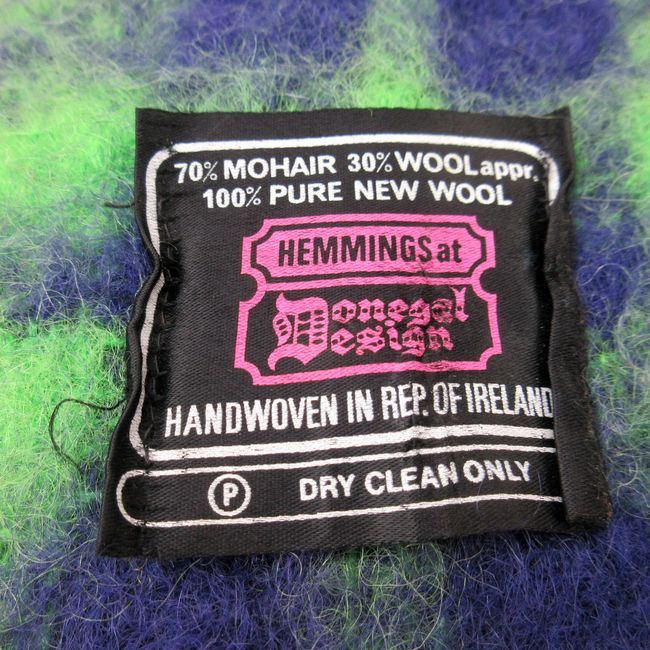 70% MOHAIR 30% WOOL appr.
100% PURE NEW WOOL
HEMMINGS at
Donegal
Design
HANDWOVEN IN REP. OF IRELAND
P DRY CLEAN ONLY